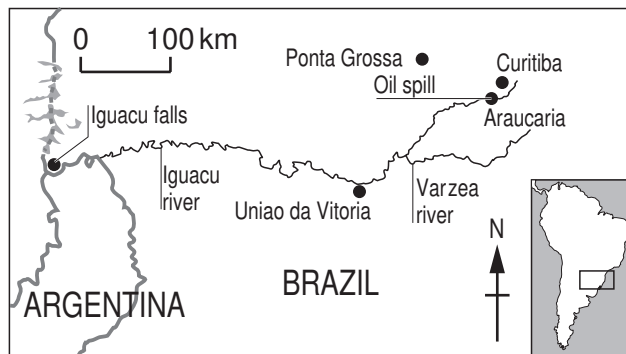 0 100 km
Ponta Grossa
Curitiba
Oil spill
Araucaria
Iguacu falls
Iguacu
river
Uniao da Vitoria
Varzea
river
N
BRAZIL
ARGENTINA